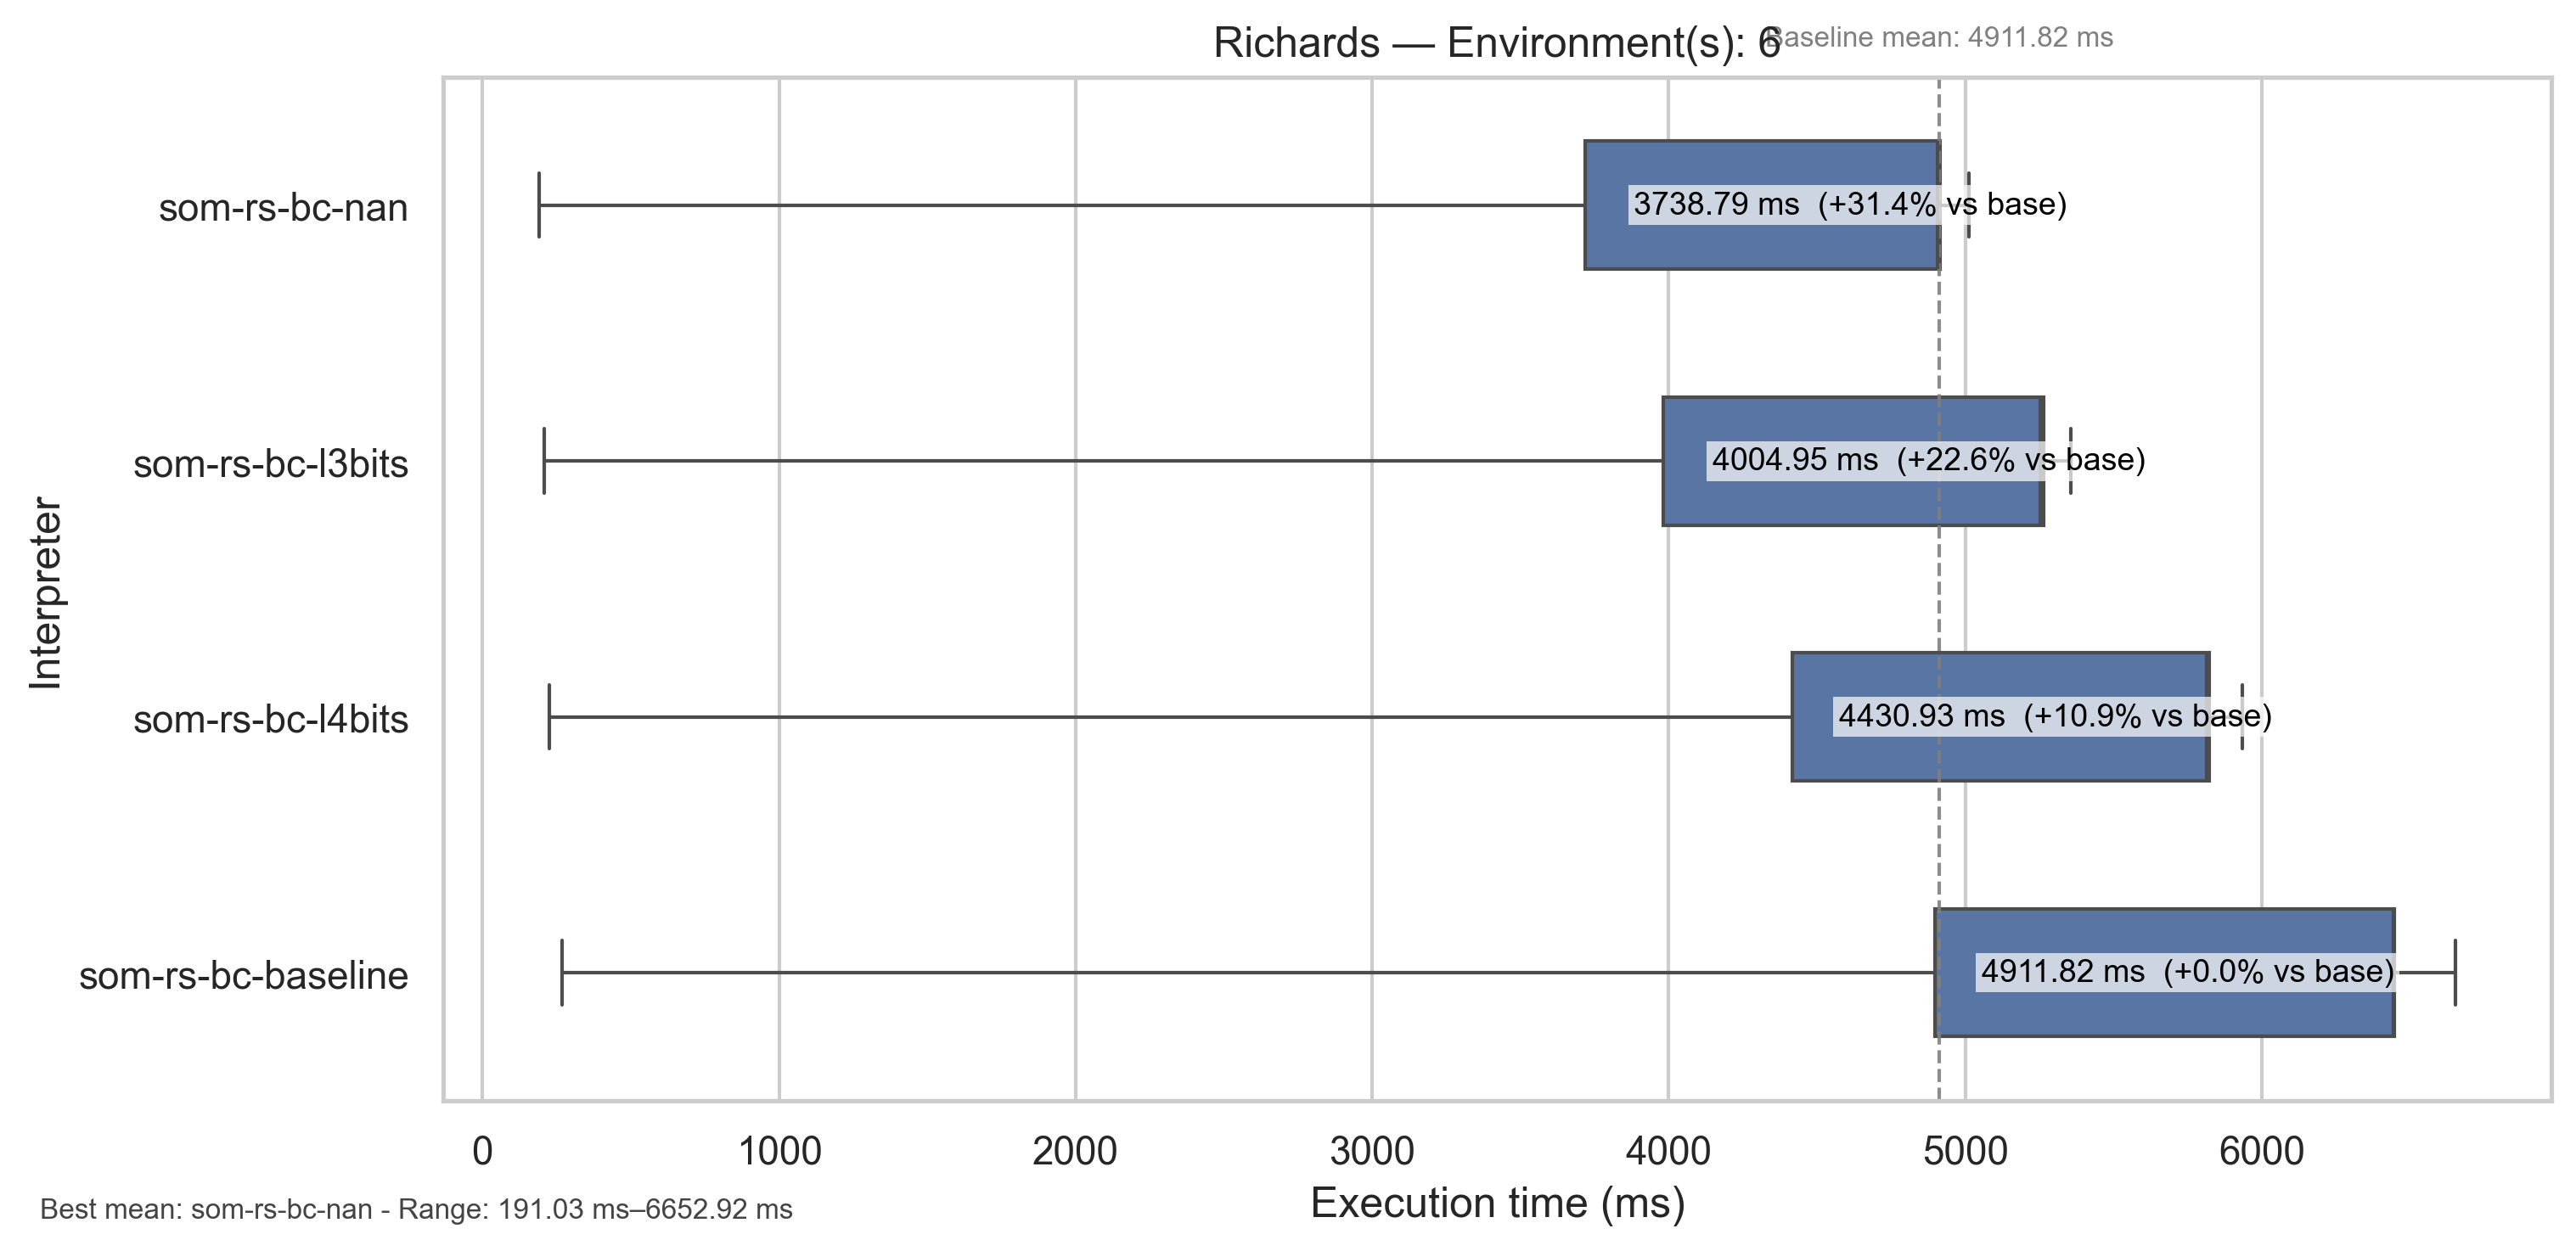 Richards — Environment(s): 6
Baseline mean: 4911.82 ms
Interpreter
som-rs-bc-nan
3738.79 ms (+31.4% vs base)
som-rs-bc-l3bits
4004.95 ms (+22.6% vs base)
som-rs-bc-l4bits
4430.93 ms (+10.9% vs base)
som-rs-bc-baseline
4911.82 ms (+0.0% vs base)
0 1000 2000 3000 4000 5000 6000
Execution time (ms)
Best mean: som-rs-bc-nan - Range: 191.03 ms–6652.92 ms